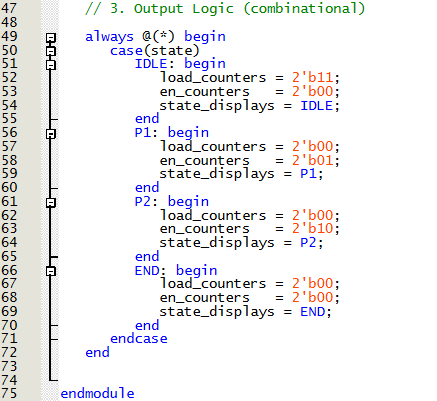 47 // 3. Output Logic (combinational)
48
49 always @(*) begin
50 case(state)
51 IDLE: begin
52 load_counters = 2'b11;
53 en_counters = 2'b00;
54 state_displays = IDLE;
55 end
56 P1: begin
57 load_counters = 2'b00;
58 en_counters = 2'b01;
59 state_displays = P1;
60 end
61 P2: begin
62 load_counters = 2'b00;
63 en_counters = 2'b10;
64 state_displays = P2;
65 end
66 END: begin
67 load_counters = 2'b00;
68 en_counters = 2'b00;
69 state_displays = END;
70 end
71 endcase
72 end
73
74
75 endmodule